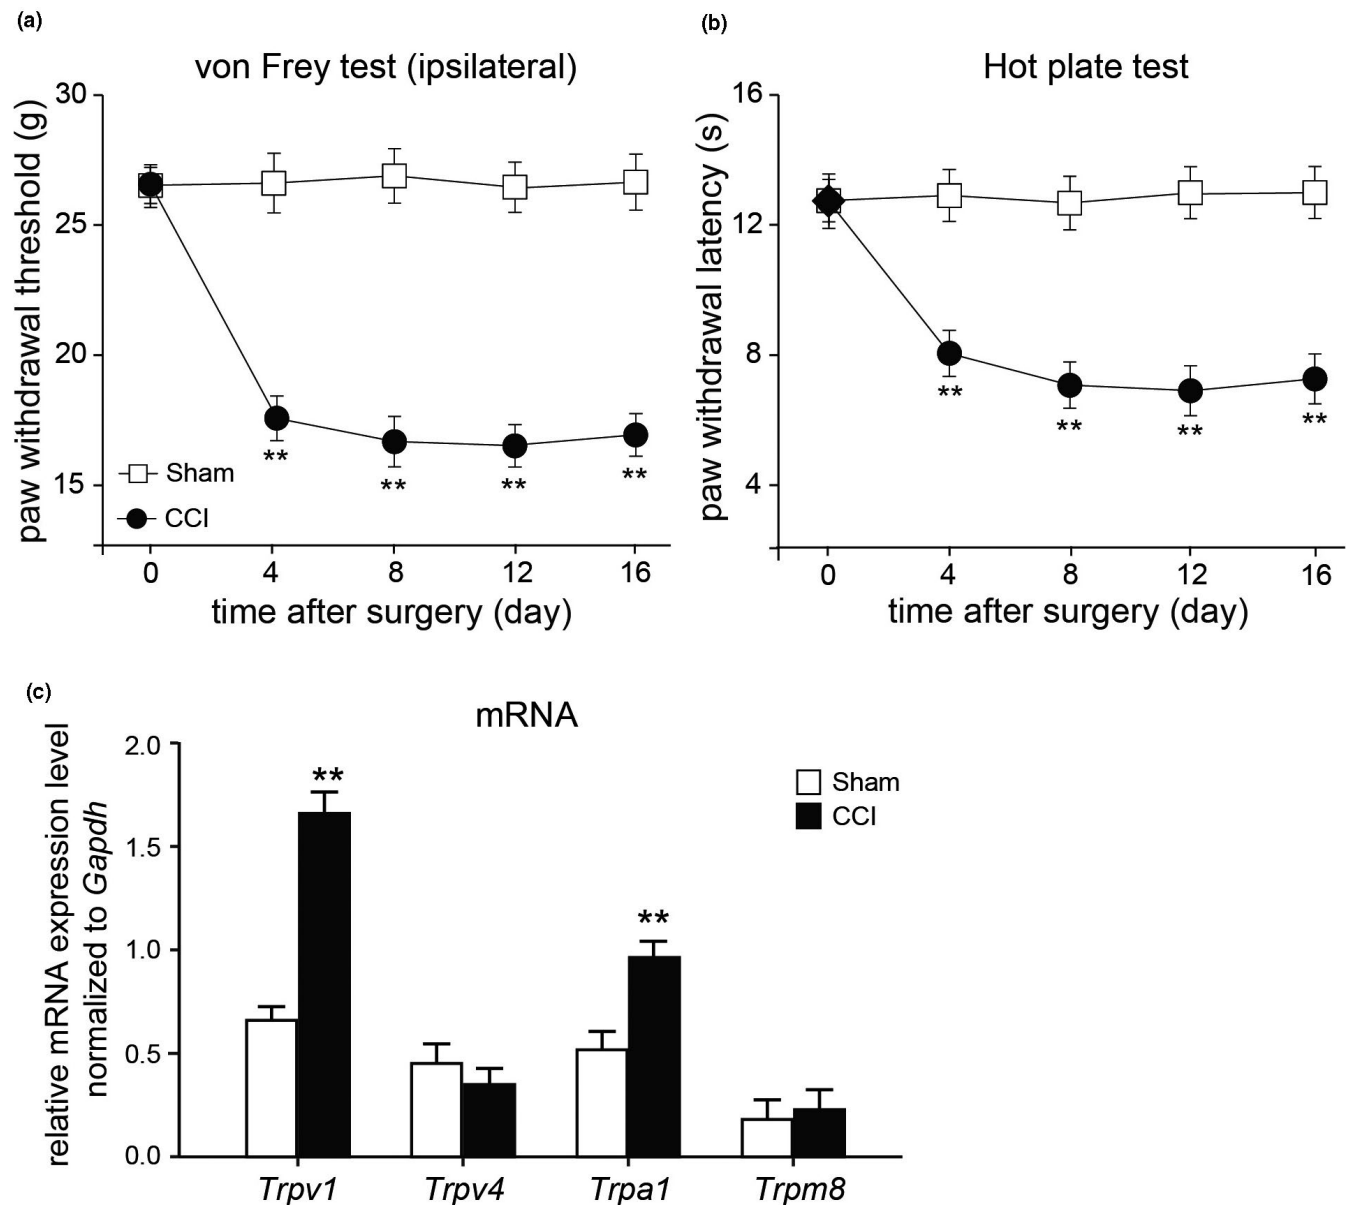 (a)
von Frey test (ipsilateral)
paw withdrawal threshold (g)
30
25
20
15
Sham
CCI
**
**
**
**
0 4 8 12 16
time after surgery (day)
(b)
Hot plate test
paw withdrawal latency (s)
16
12
8
4
**
**
**
**
0 4 8 12 16
time after surgery (day)
(c)
mRNA
relative mRNA expression level
normalized to Gapdh
2.0
1.5
1.0
0.5
0.0
**
**
Sham
CCI
Trpv1 Trpv4 Trpa1 Trpm8